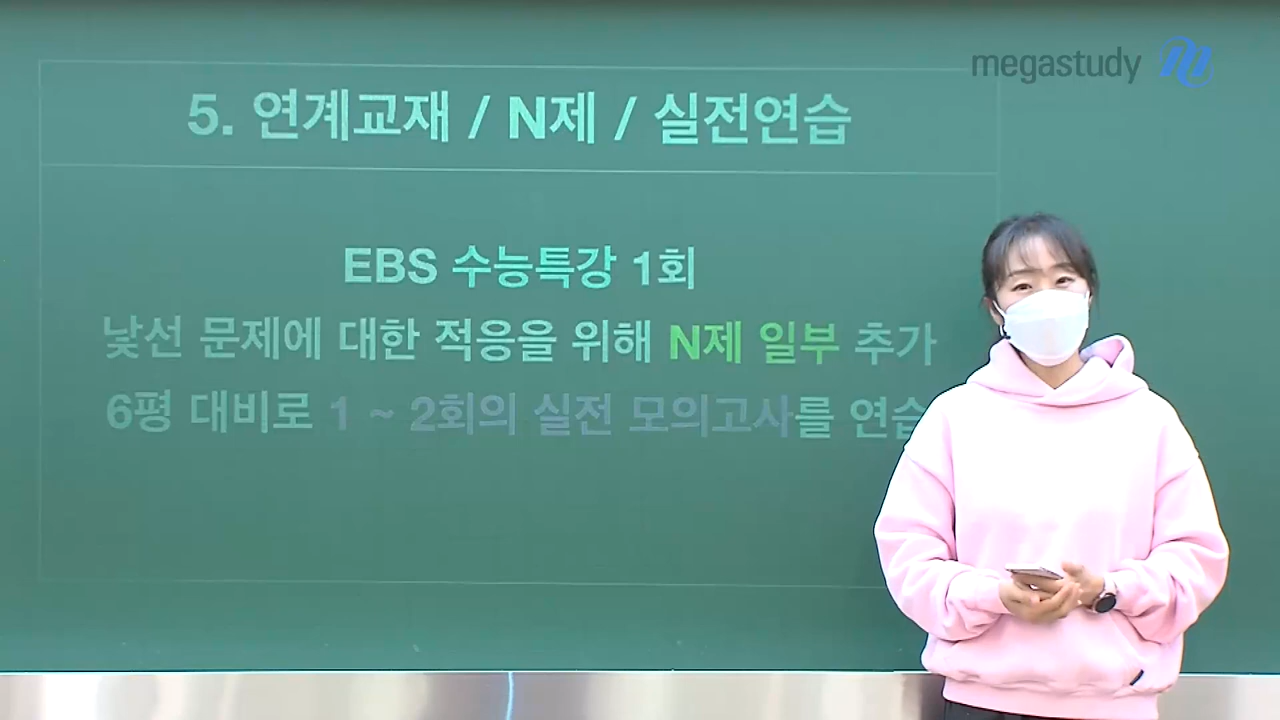 megastudy
5. 연계교재 / N제 / 실전연습
EBS 수능특강 1회
낯선 문제에 대한 적응을 위해 N제 일부 추가
6평 대비로 1 ~ 2회의 실전 모의고사를 연습